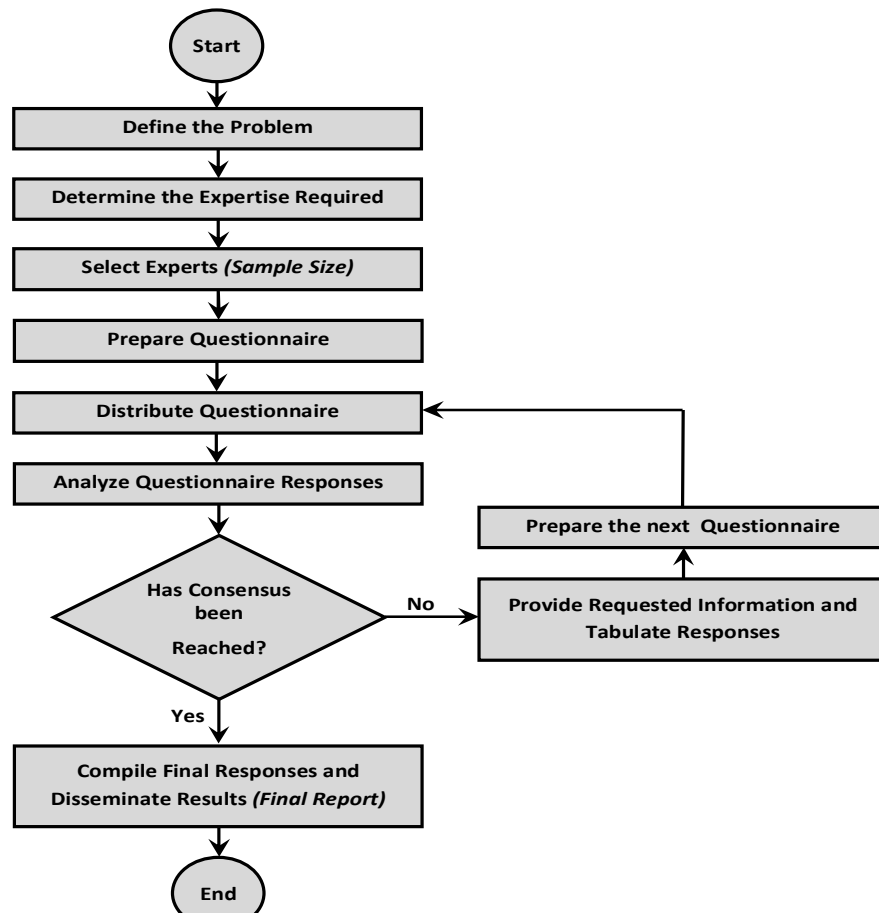 Start
Define the Problem
Determine the Expertise Required
Select Experts (Sample Size)
Prepare Questionnaire
Distribute Questionnaire
Analyze Questionnaire Responses
Has Consensus
been
Reached?
No
Provide Requested Information and
Tabulate Responses
Prepare the next Questionnaire
Yes
Compile Final Responses and
Disseminate Results (Final Report)
End